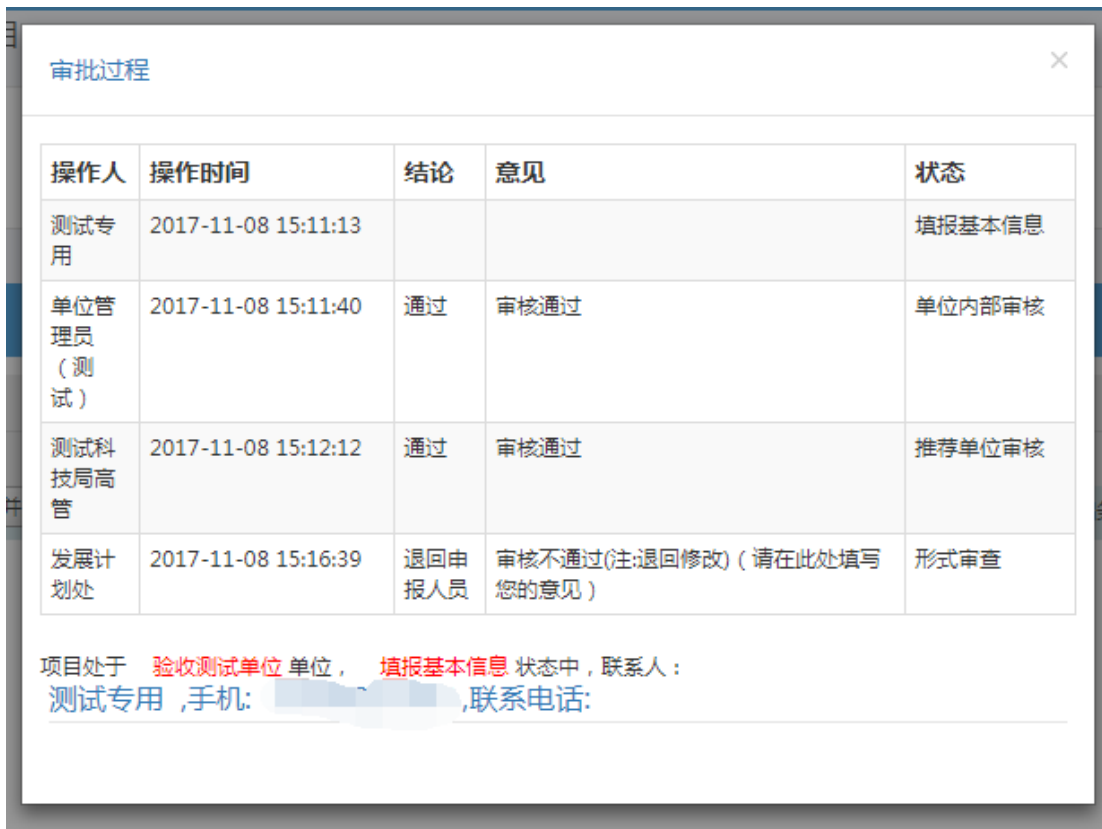 审批过程
×
操作人 操作时间 结论 意见 状态
测试专 2017-11-08 15:11:13 填报基本信息
用
单位管 2017-11-08 15:11:40 通过 审核通过 单位内部审核
理员
（测
试）
测试科 2017-11-08 15:12:12 通过 审核通过 推荐单位审核
技局高
管
发展计 2017-11-08 15:16:39 退回申 审核不通过(注:退回修改)（请在此处填写 形式审查
划处 报人员 您的意见）
项目处于 验收测试单位 单位， 填报基本信息 状态中，联系人：
测试专用 ,手机: ,联系电话: